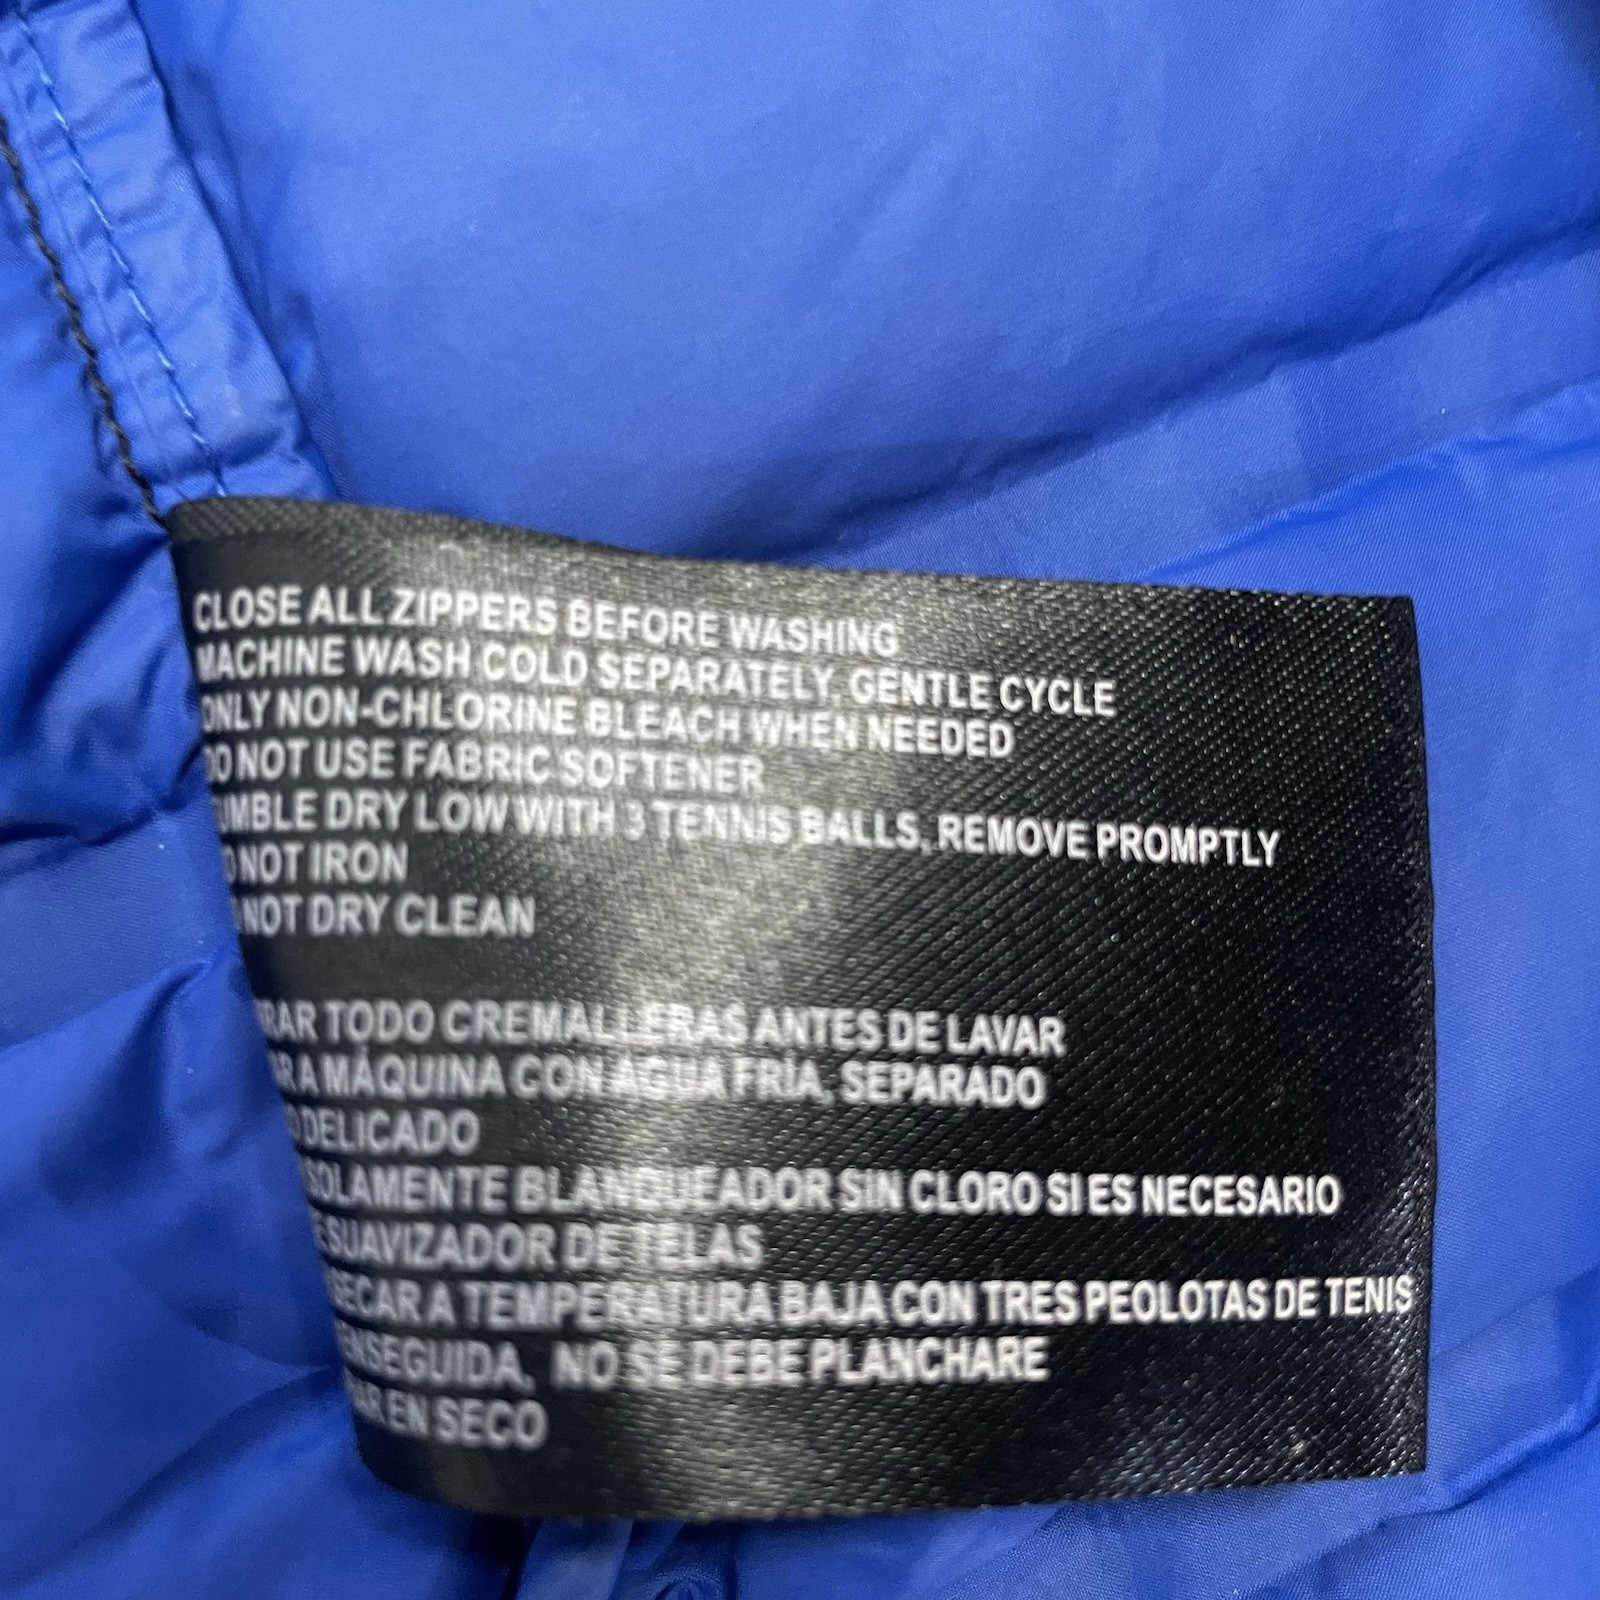 CLOSE ALL ZIPPERS BEFORE WASHING
MACHINE WASH COLD SEPARATELY, GENTLE CYCLE
ONLY NON-CHLORINE BLEACH WHEN NEEDED
DO NOT USE FABRIC SOFTENER
TUMBLE DRY LOW WITH 3 TENNIS BALLS, REMOVE PROMPTLY
DO NOT IRON
NOT DRY CLEAN
TODO CREMALLERAS ANTES DE LAVAR
A MÁQUINA CON AGUA FRÍA, SEPARADO
DELICADO
SOLAMENTE BLANQUEADOR SIN CLORO SI ES NECESARIO
SUAVIZADOR DE TELAS
SECAR A TEMPERATURA BAJA CON TRES PEOLOTAS DE TENIS
ENSEGUIDA, NO SE DEBE PLANCHARE
EN SECO